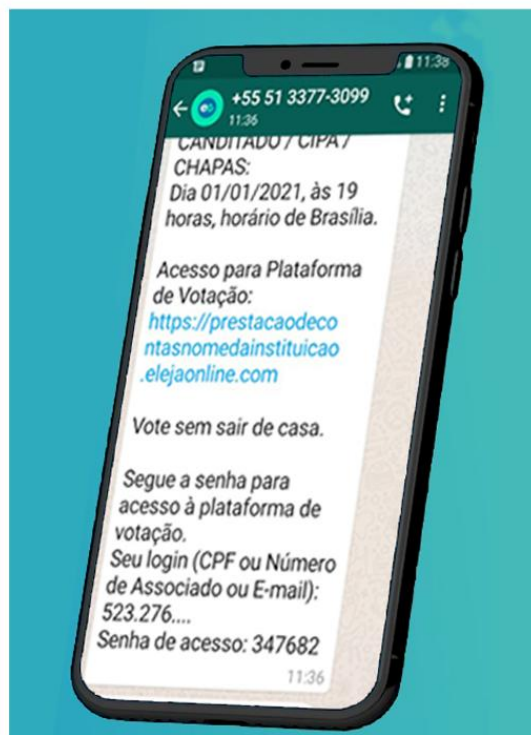 11:38
+55 51 3377-3099
11:36
CANDITADO / CIPA /
CHAPAS:
Dia 01/01/2021, às 19
horas, horário de Brasília.
Acesso para Plataforma
de Votação:
https://prestacaodeco
ntasnomedainstituicao
.elejaonline.com
Vote sem sair de casa.
Segue a senha para
acesso à plataforma de
votação.
Seu login (CPF ou Número
de Associado ou E-mail):
523.276....
Senha de acesso: 347682
11:36